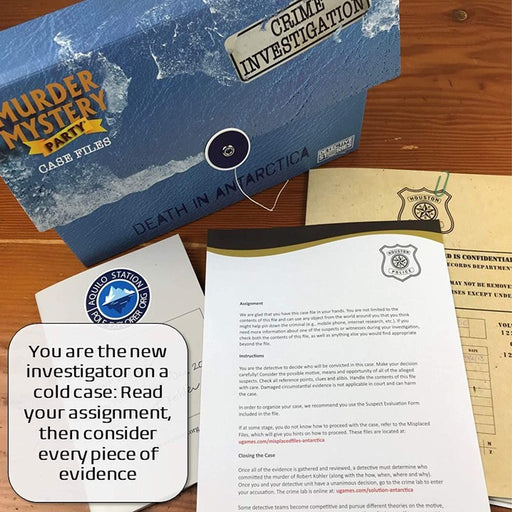 CRIME
INVESTIGATION
MURDER
MYSTERY
PARTY
CASE FILES
DEATH IN ANTARCTICA
DETECTIVE
STORIES
HOUSTON
D IS CONFIDENTIA
RECORDS DEPARTMEN
MAY NOT BE REMOVE
ISES EXCEPT UNDE
AQUILO STATION
POLE-EXPLORER.ORG
HOUSTON
POLICE
Assignment
We are glad that you have this case file in your hands. You are not limited to the
contents of this file and can use any object from the world around you that you think
might help pin down the criminal (e.g., mobile phone, internet research, etc.). If you
need more information about one of the suspects or witnesses during your investigation,
check both the contents of this file, as well as anything else you would find appropriate
beyond the file.
Instructions
You are the detective to decide who will be convicted in this case. Make your decision
carefully! Consider the possible motive, means and opportunity of all of the alleged
suspects. Check all reference points, clues and alibis. Handle the contents of this file
with care. Damaged circumstantial evidence is not applicable in court and can harm
the case.
In order to organize your case, we recommend you use the Suspect Evaluation Form
included in the file.
If at some stage, you do not know how to proceed with the case, refer to the Misplaced
Files, which will give you hints on how to proceed. These files are located at:
ugames.com/misplacedfiles-antarctica
Closing the Case
Once all of the evidence is gathered and reviewed, a detective must determine who
committed the murder of Robert Kohler (along with the how, when, where and why).
Once you and your detective unit have a unanimous decision, go to the crime lab to enter
your accusation. The crime lab is online at: ugames.com/solution-antarctica
Some detective teams become competitive and pursue different theories on the motive,
You are the new
investigator on a
cold case: Read
your assignment,
then consider
every piece of
evidence